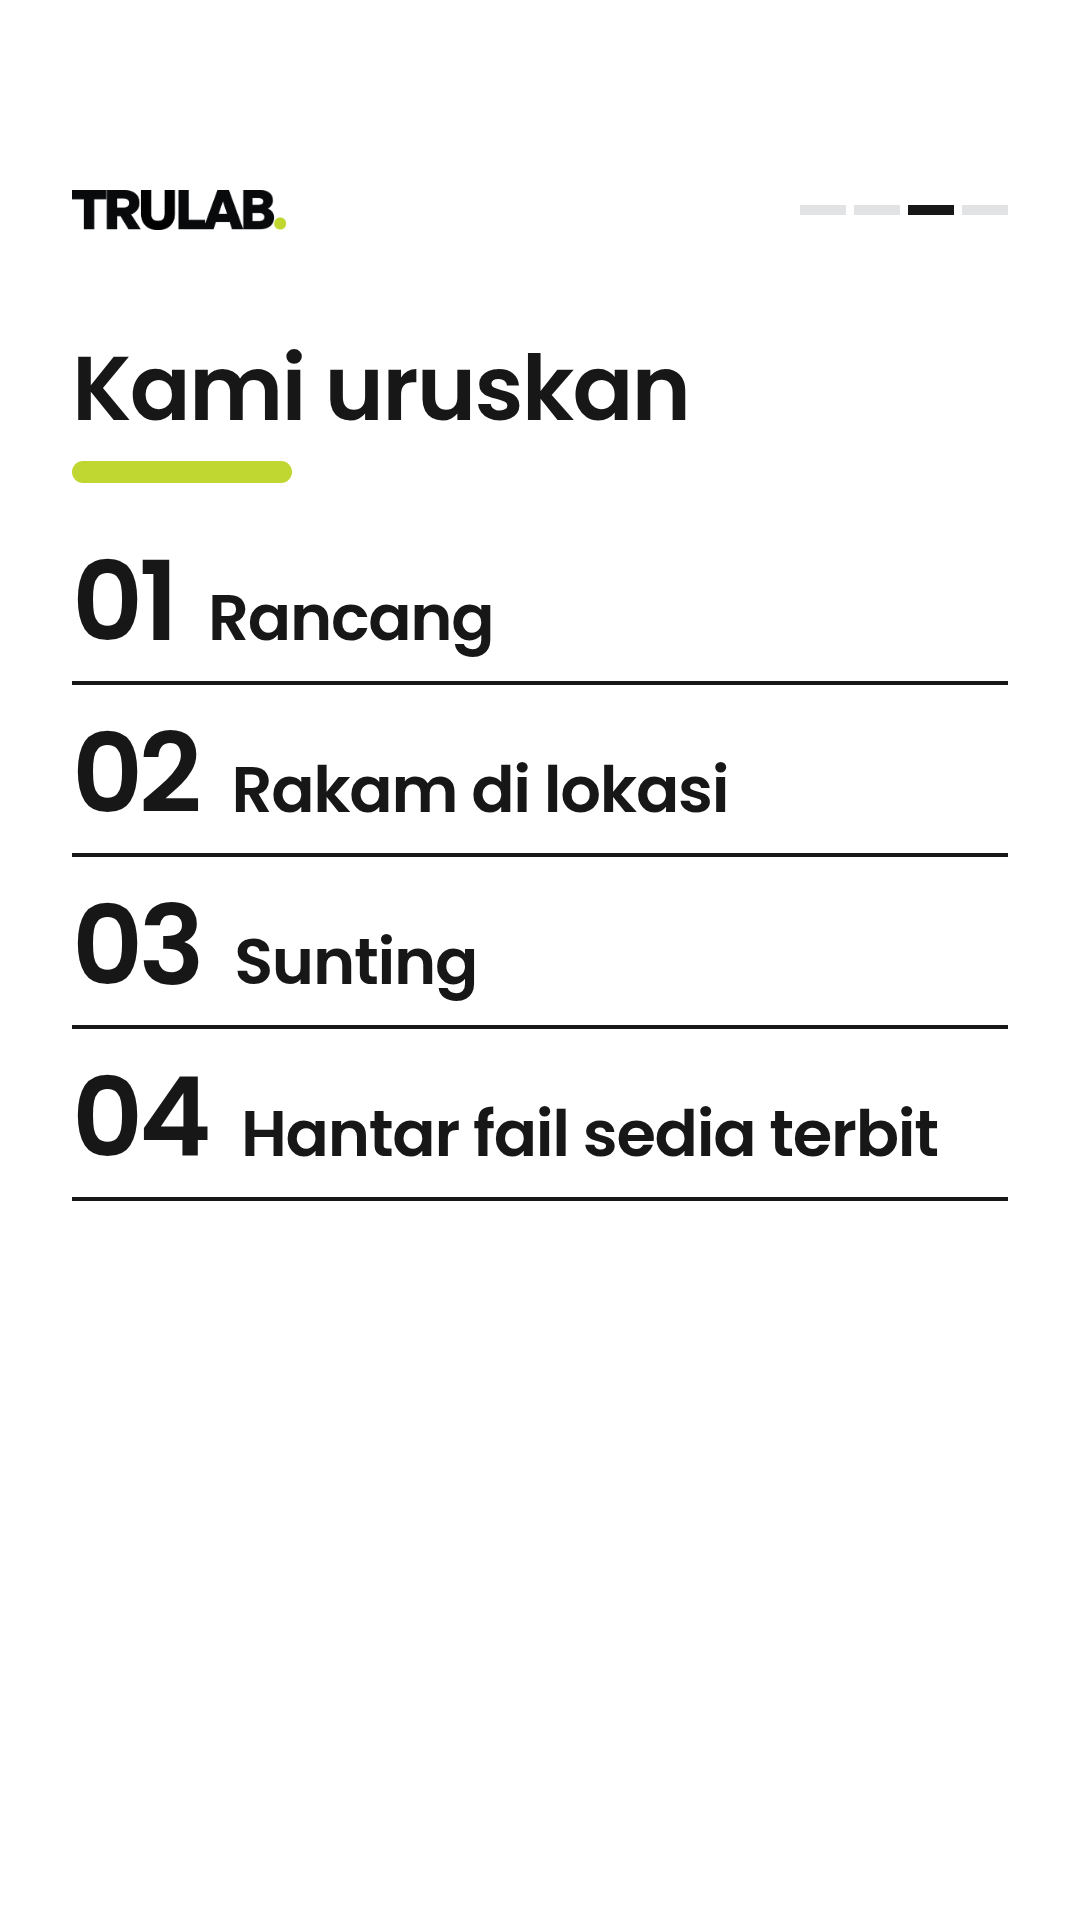 TRULAB.
Kami uruskan
01 Rancang
02 Rakam di lokasi
03 Sunting
04 Hantar fail sedia terbit